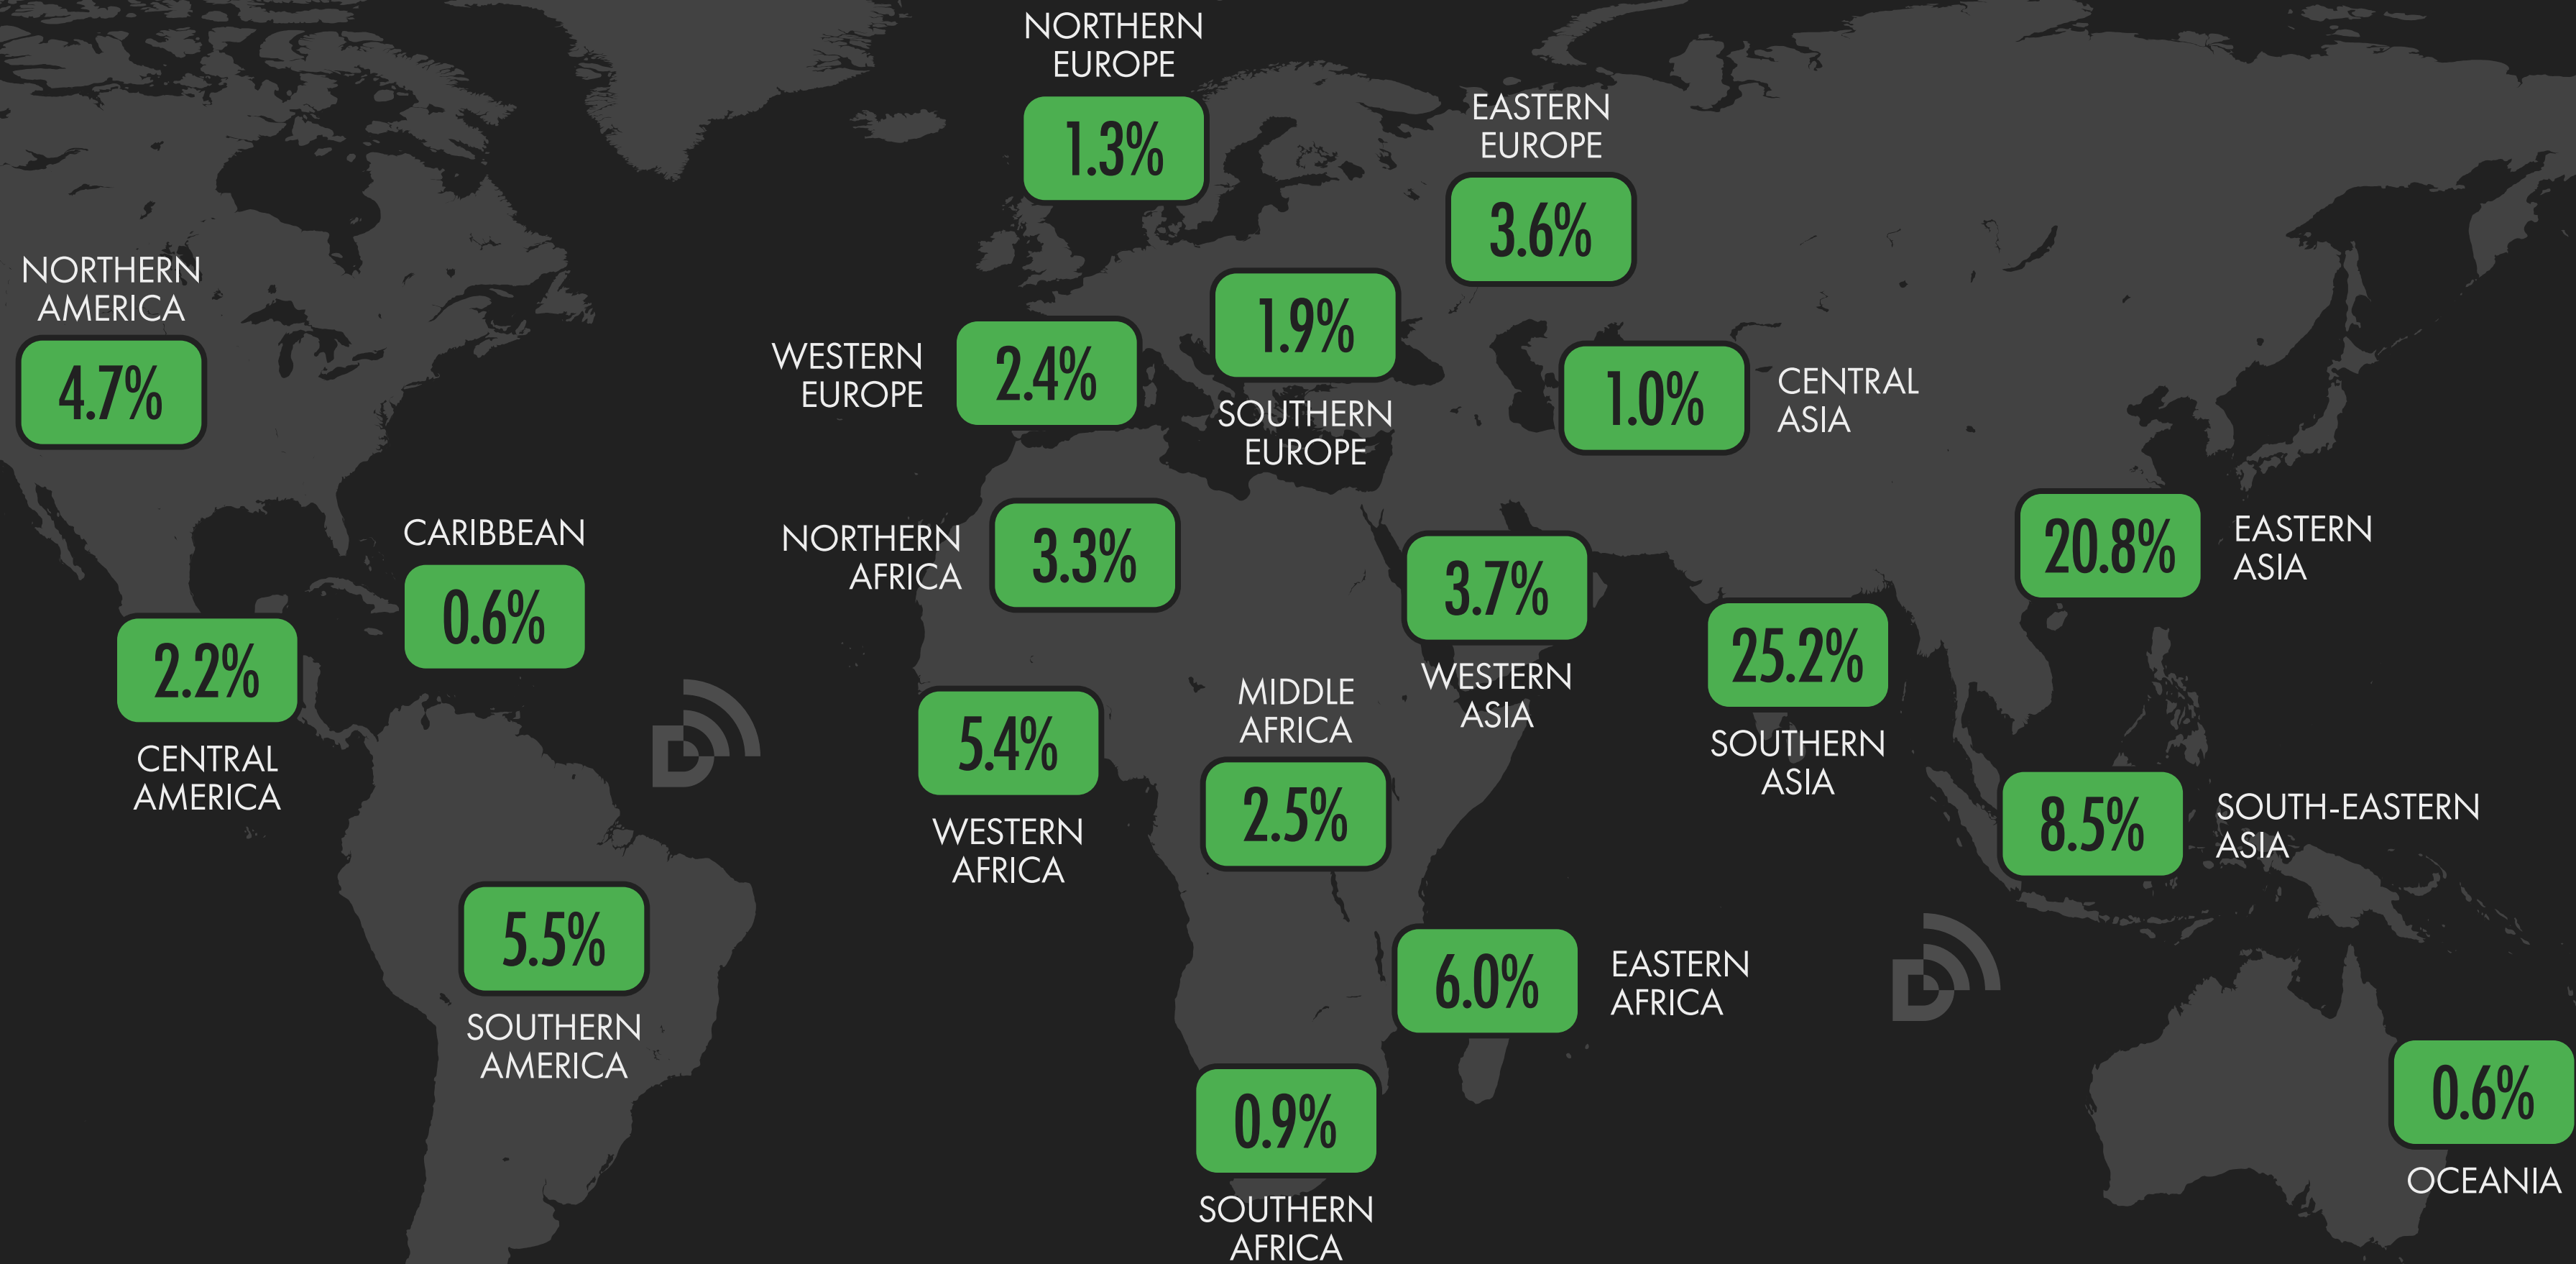 NORTHERN
EUROPE
1.3%
EASTERN
EUROPE
3.6%
NORTHERN
AMERICA
4.7%
WESTERN
EUROPE
2.4%
1.9%
SOUTHERN
EUROPE
1.0%
CENTRAL
ASIA
CARIBBEAN
0.6%
NORTHERN
AFRICA
3.3%
3.7%
WESTERN
ASIA
20.8%
EASTERN
ASIA
2.2%
CENTRAL
AMERICA
25.2%
SOUTHERN
ASIA
5.4%
WESTERN
AFRICA
MIDDLE
AFRICA
2.5%
8.5%
SOUTH-EASTERN
ASIA
5.5%
SOUTHERN
AMERICA
6.0%
EASTERN
AFRICA
0.9%
SOUTHERN
AFRICA
0.6%
OCEANIA